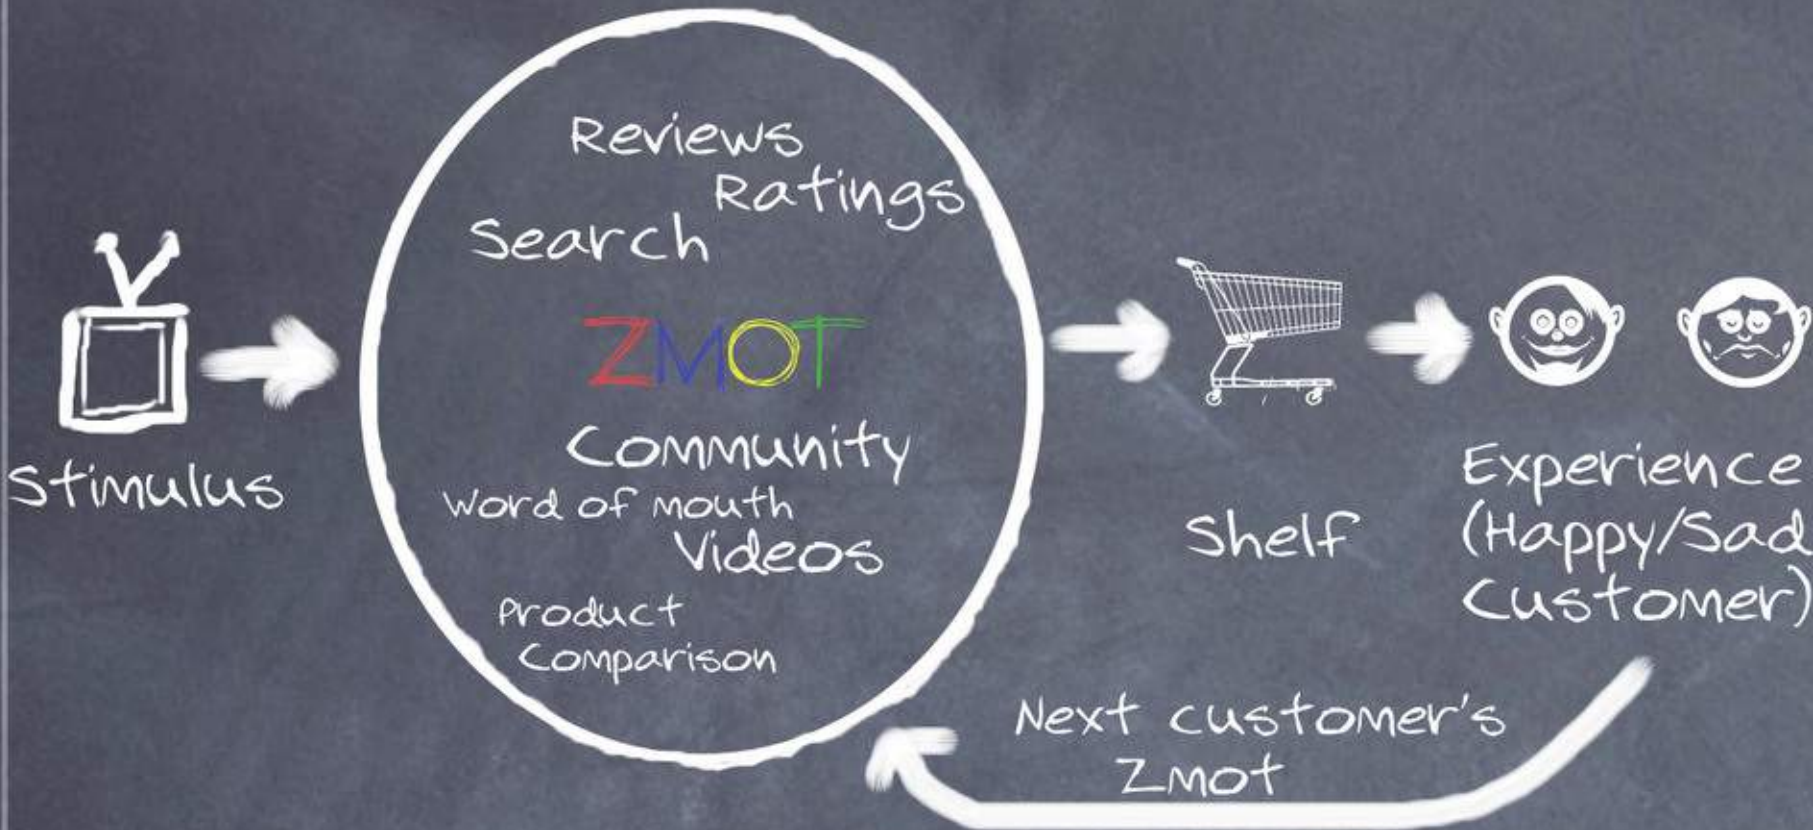 Stimulus
Reviews
Ratings
Search
ZMOT
Community
Word of mouth
Videos
Product
Comparison
Shelf
Experience
(Happy/Sad
Customer)
Next customer's
Zmot